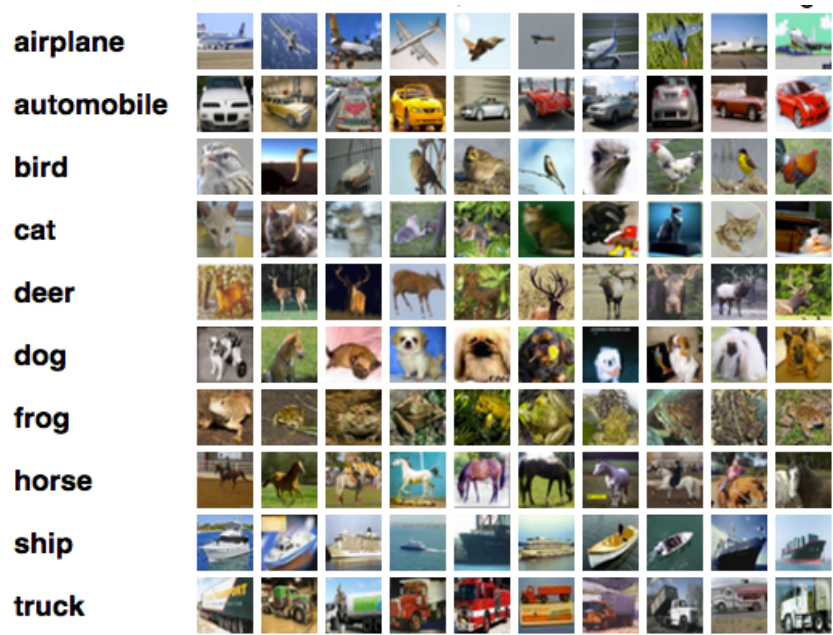 airplane
automobile
bird
cat
deer
dog
frog
horse
ship
truck